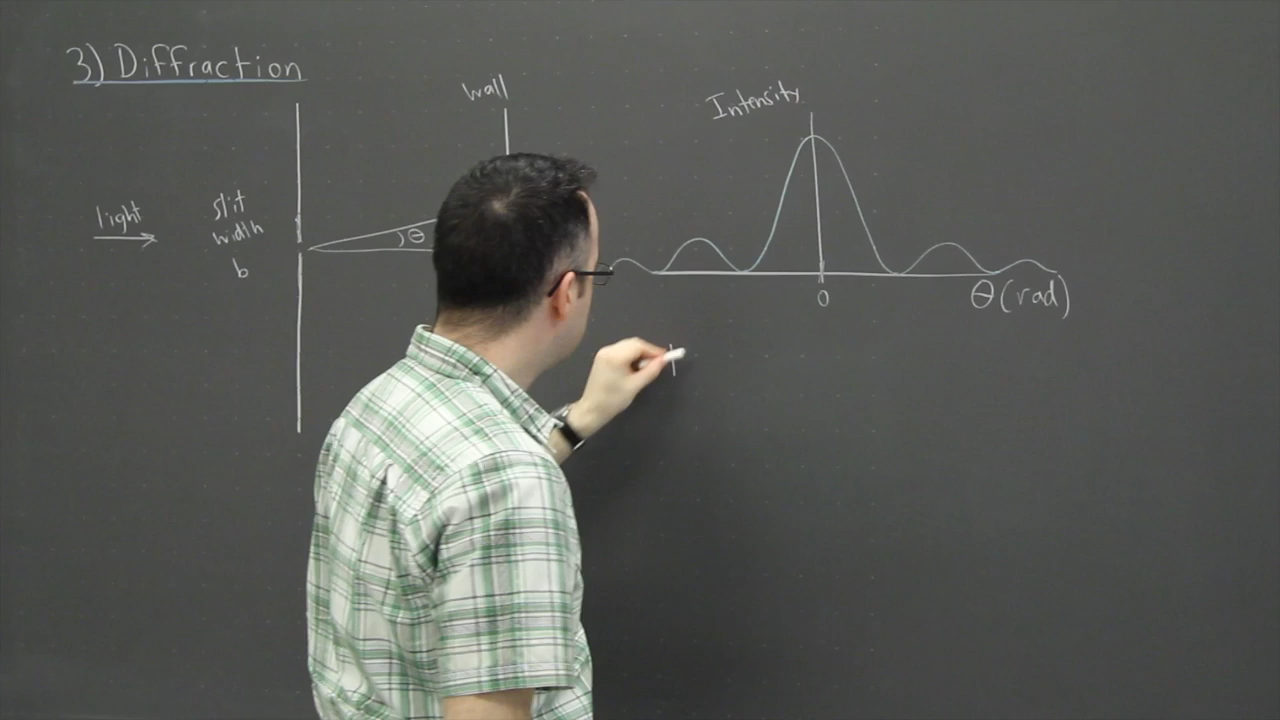 3) Diffraction
light
slit
width
b
θ
wall
Intensity
0
θ (rad)